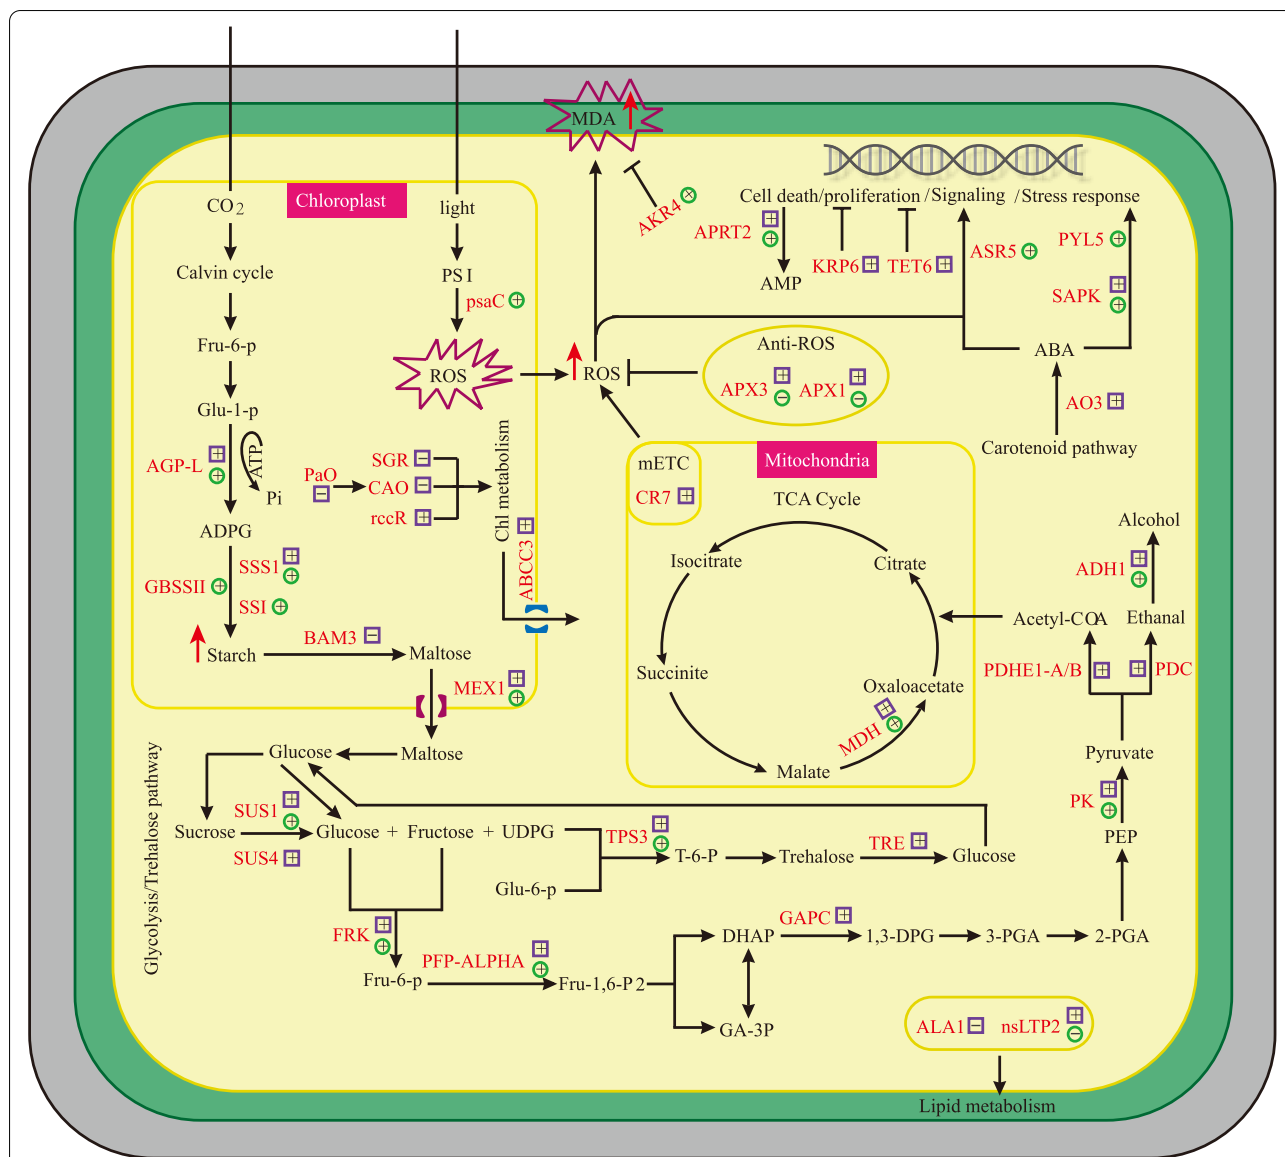 MDA
Chloroplast
CO2
light
Cell death/proliferation /Signaling /Stress response
AKR4
APRT2
KRP6
TET6
ASR5
PYL5
AMP
SAPK
Calvin cycle
PS I
psaC
Fru-6-p
ROS
ROS
Anti-ROS
APX3
APX1
ABA
AO3
Carotenoid pathway
Glu-1-p
AGP-L
ATP
Pi
PaO
SGR
CAO
rccR
Chl metabolism
ABCC3
mETC
CR7
Mitochondria
TCA Cycle
Isocitrate
Citrate
Succinite
Oxaloacetate
MDH
Malate
Alcohol
ADH1
Acetyl-COA
Ethanal
PDHE1-A/B
PDC
Pyruvate
PK
PEP
ADPG
GBSSII
SSS1
SSI
Starch
BAM3
Maltose
MEX1
Glucose
Maltose
Glycolysis/Trehalose pathway
SUS1
Sucrose
SUS4
Glucose + Fructose + UDPG
Glu-6-p
TPS3
T-6-P
Trehalose
TRE
Glucose
FRK
Fru-6-p
PFP-ALPHA
Fru-1,6-P2
DHAP
GAPC
1,3-DPG
3-PGA
2-PGA
GA-3P
ALA1
nsLTP2
Lipid metabolism